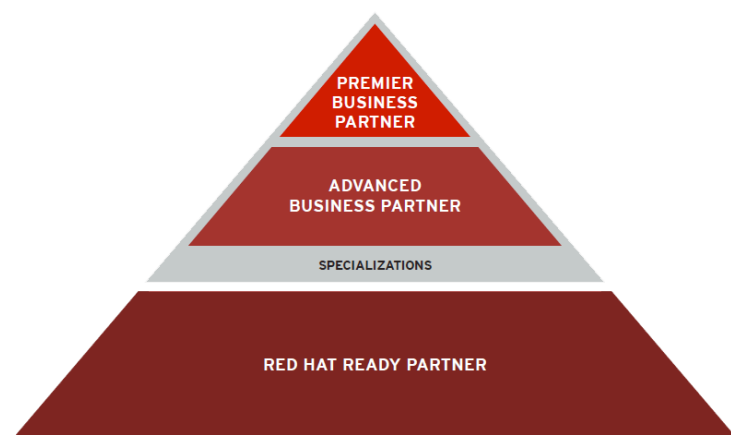 PREMIER
BUSINESS
PARTNER
ADVANCED
BUSINESS PARTNER
SPECIALIZATIONS
RED HAT READY PARTNER